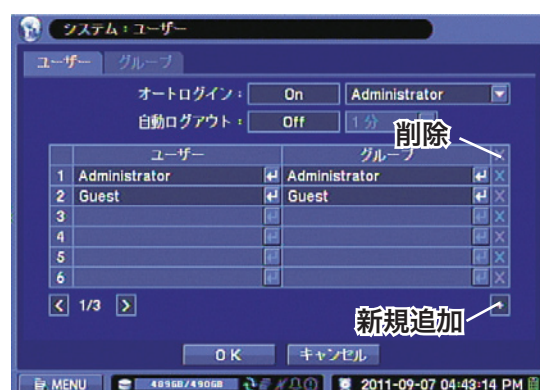 システム：ユーザー
ユーザー グループ
オートログイン： On Administrator
自動ログアウト： Off 1 分
削除
ユーザー グループ X
1 Administrator Administrator X
2 Guest Guest X
3 X
4 X
5 X
6 X
< 1/3 > +
新規追加
O K キャンセル
MENU 489GB/490GB 2011-09-07 04:43:14 PM